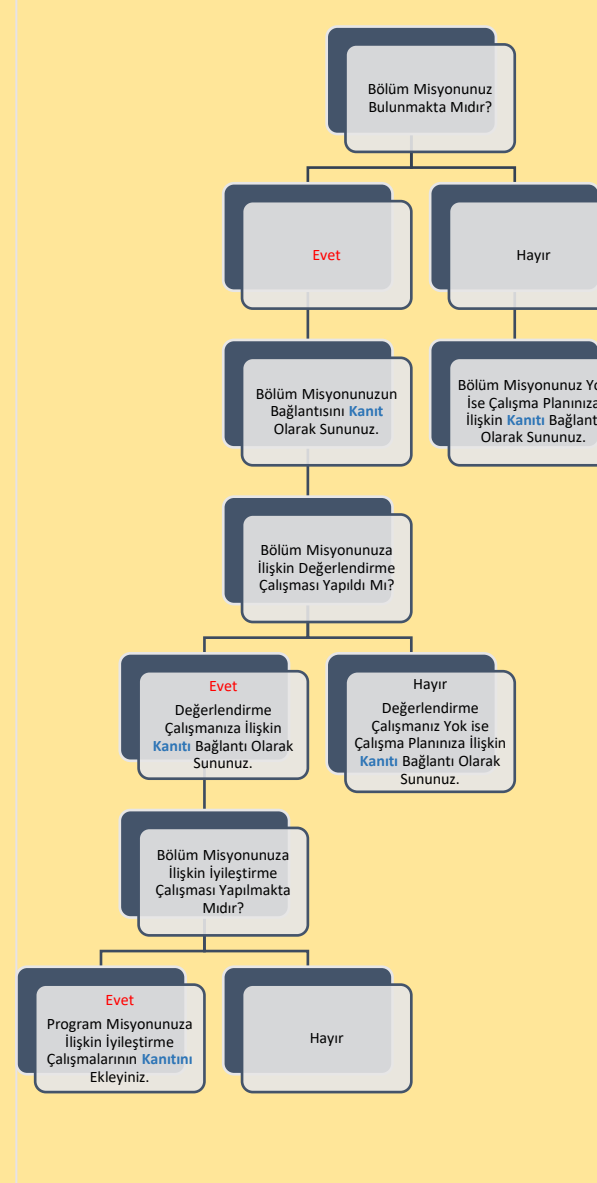 Bölüm Misyonunuz
Bulunmakta Mıdır?
Evet
Hayır
Bölüm Misyonunuzun
Bağlantısını Kanıt
Olarak Sununuz.
Bölüm Misyonunuz
İse Çalışma Planınıza
İlişkin Kanıtı
Olarak Sununuz.
Bölüm Misyonunuza
İlişkin Değerlendirme
Çalışması Yapıldı Mı?
Evet
Değerlendirme
Çalışmanıza İlişkin
Kanıtı Bağlantı Olarak
Sununuz.
Hayır
Değerlendirme
Çalışmanız Yok ise
Çalışma Planınıza İlişkin
Kanıtı Bağlantı Olarak
Sununuz.
Bölüm Misyonunuza
İlişkin İyileştirme
Çalışması Yapılmakta
Mıdır?
Evet
Program Misyonunuza
İlişkin İyileştirme
Çalışmalarının Kanıtını
Ekleyiniz.
Hayır